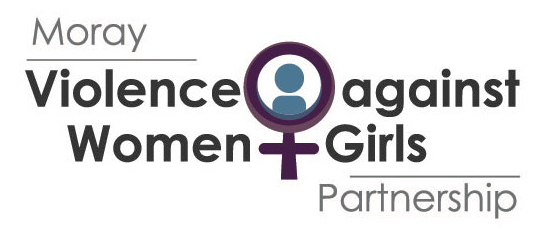 Moray
Violence against
Women Girls
Partnership